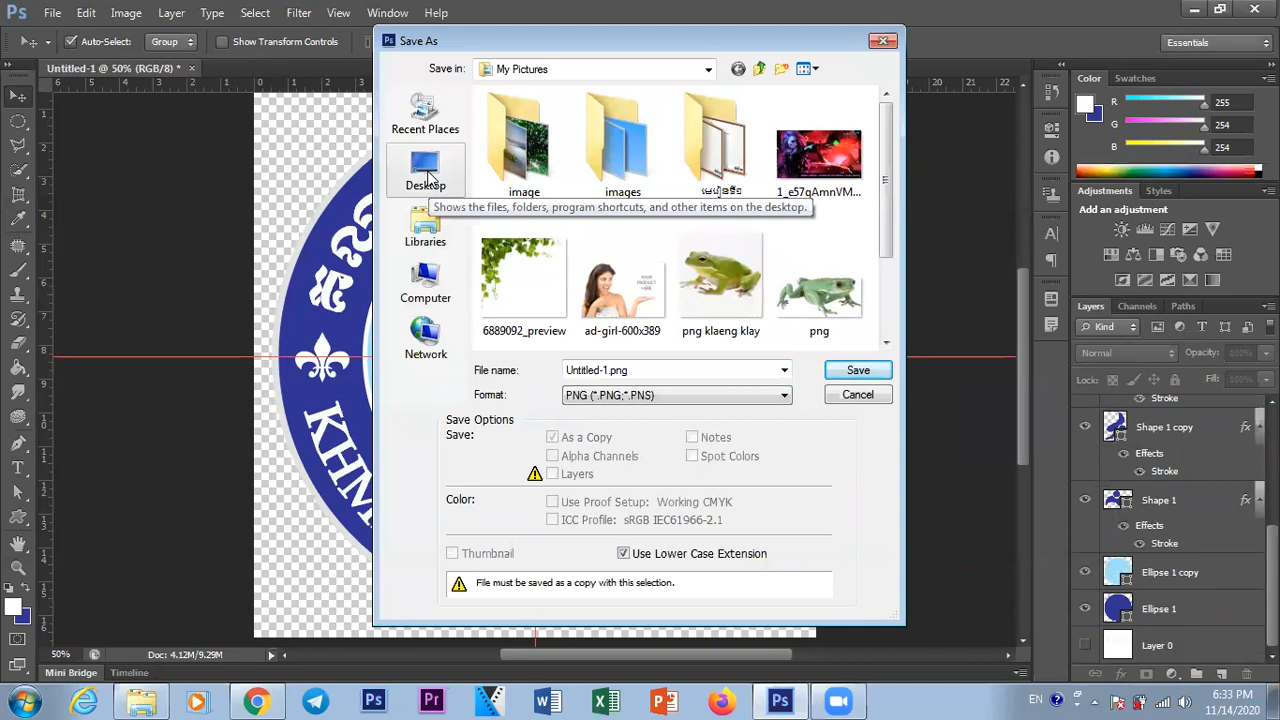 File Edit Image Layer Type Select Filter View Window Help
Auto-Select: Group Show Transform Controls Essentials
Untitled-1 @ 50% (RGB/8) *
Save As
Save in: My Pictures
Recent Places
Desktop
Libraries
Computer
Network
image images 1_e57qAmnVM...
Shows the files, folders, program shortcuts, and other items on the desktop.
6889092_preview ad-girl-600x389 png klaeng klay png
File name: Untitled-1.png Save
Format: PNG (*.PNG;*.PNS) Cancel
Save Options
Save: As a Copy Notes
Alpha Channels Spot Colors
Layers
Color: Use Proof Setup: Working CMYK
ICC Profile: sRGB IEC61966-2.1
Thumbnail Use Lower Case Extension
File must be saved as a copy with this selection.
KHM
Color Swatches
R 255
G 254
B 254
Adjustments Styles
Add an adjustment
Layers Channels Paths
Kind
Normal Opacity:
Lock: Fill:
Stroke
Shape 1 copy fx
Effects
Stroke
Shape 1 fx
Effects
Stroke
Ellipse 1 copy
Ellipse 1
Layer 0
50% Doc: 4.12M/9.29M
Mini Bridge Timeline
EN 6:33 PM
11/14/2020